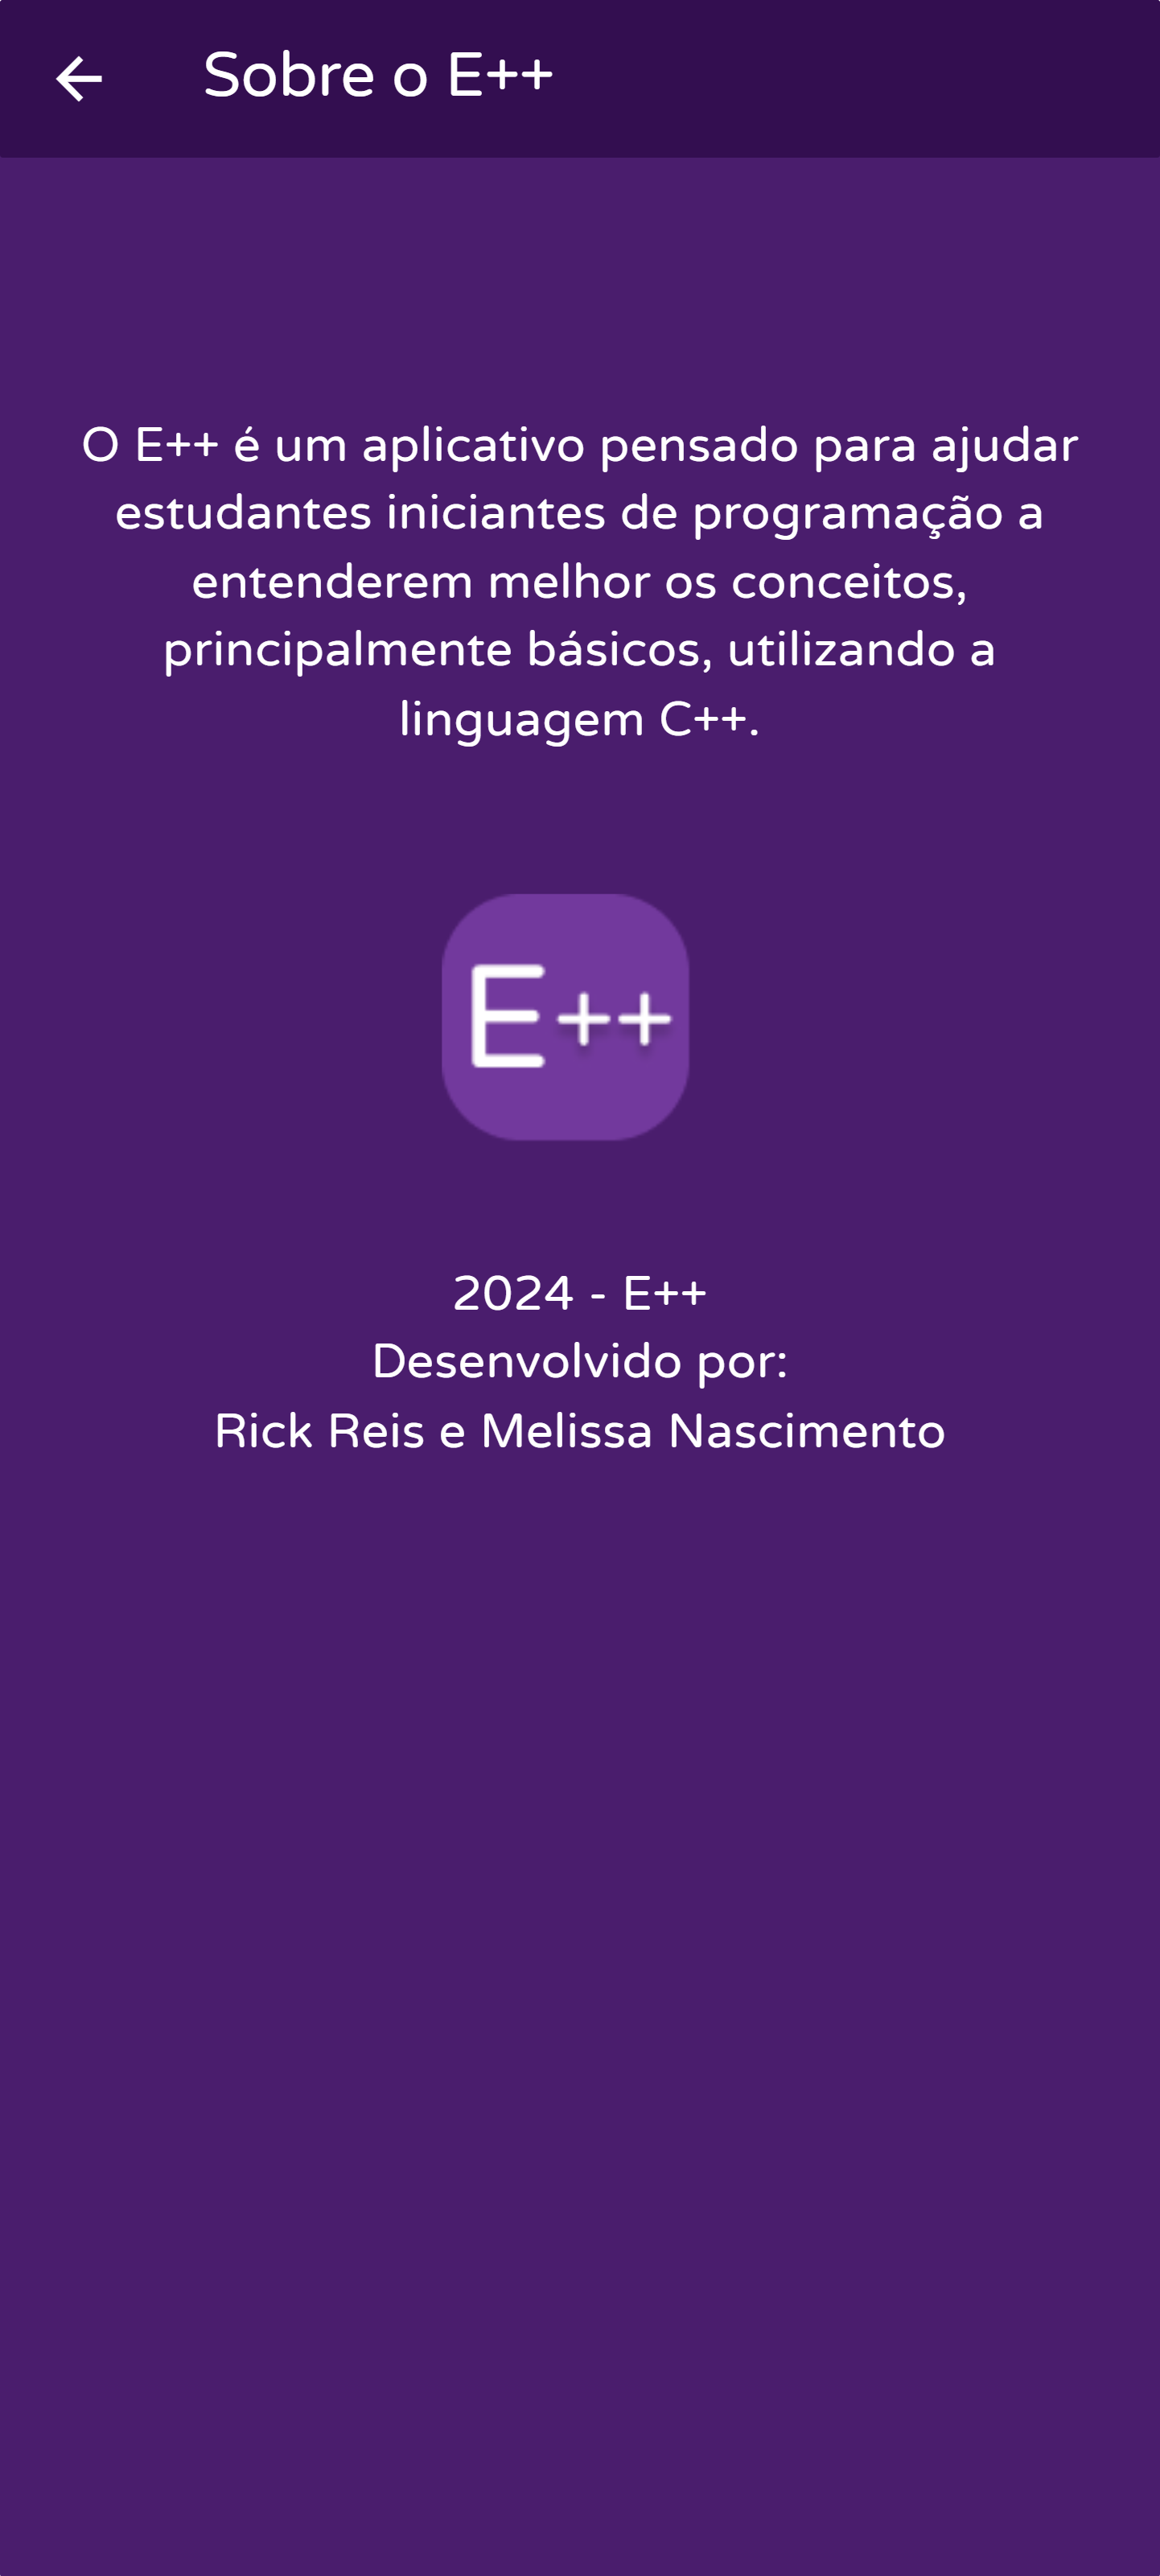 Sobre o E++
O E++ é um aplicativo pensado para ajudar
estudantes iniciantes de programação a
entenderem melhor os conceitos,
principalmente básicos, utilizando a
linguagem C++.
E++
2024 - E++
Desenvolvido por:
Rick Reis e Melissa Nascimento